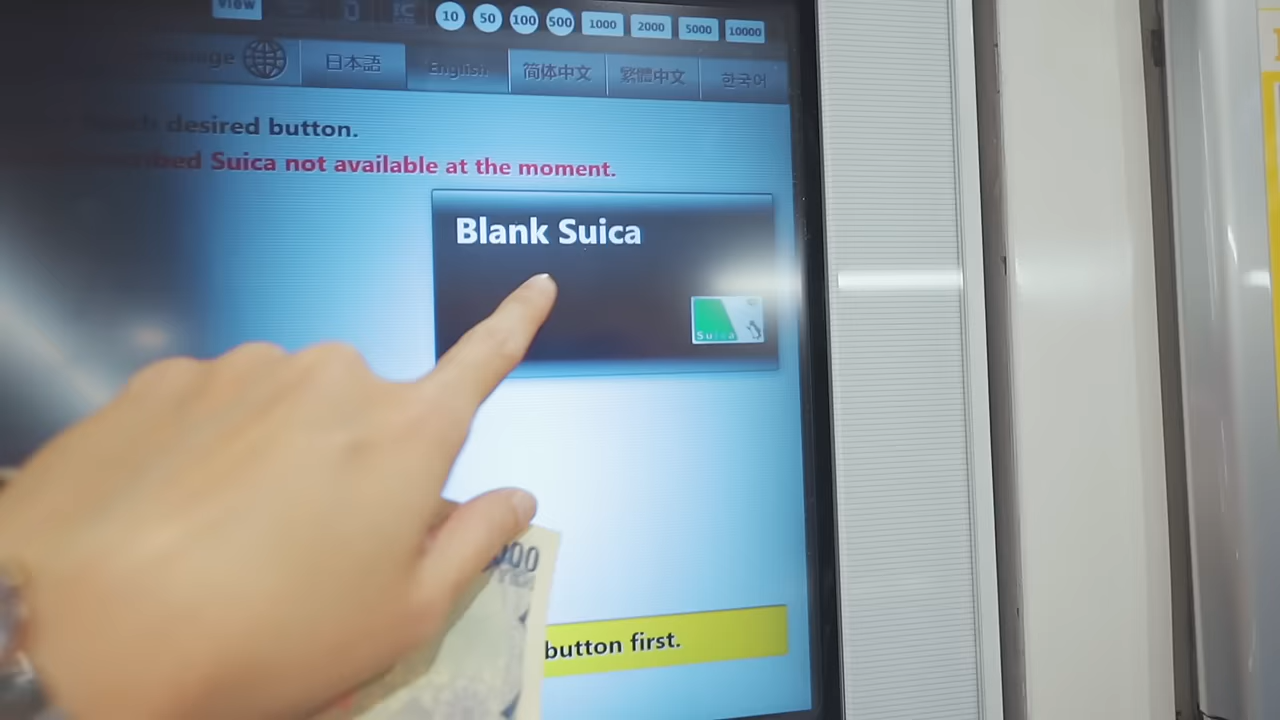 view
10 50 100 500 1000 2000 5000 10000
日本語 English 简体中文 繁體中文 한국어
desired button.
Suica not available at the moment.
Blank Suica
Suica
button first.